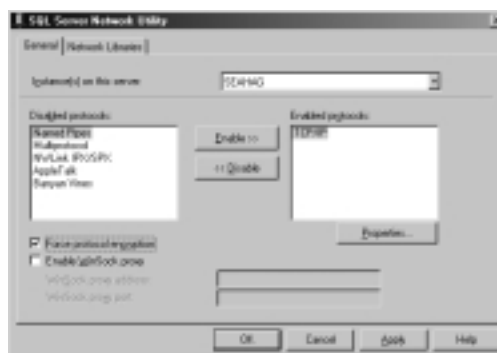 SQL Server Network Utility
General Network Libraries
Instance(s) on this server
SEAHAG
Disabled protocols:
Enabled protocols:
Named Pipes
Multiprotocol
NWLink IPX/SPX
AppleTalk
Banyan Vines
TCP/IP
Enable >>
<< Disable
Properties...
Force protocol encryption
Enable WinSock proxy
WinSock proxy address:
WinSock proxy port:
OK Cancel Apply Help